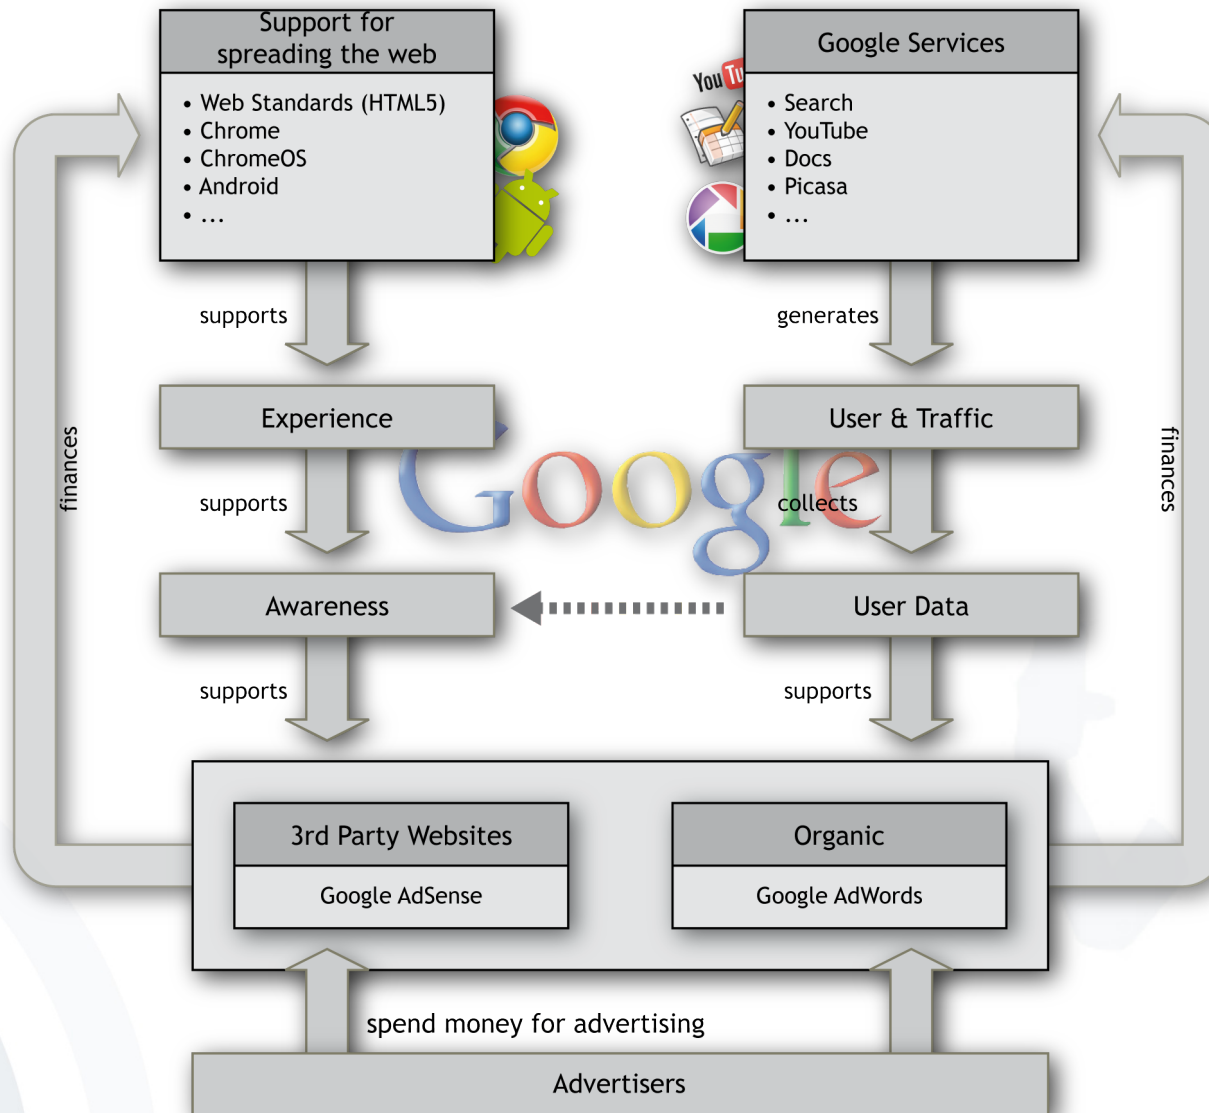 Support for
spreading the web
• Web Standards (HTML5)
• Chrome
• ChromeOS
• Android
• ...
You Tu
Google Services
• Search
• YouTube
• Docs
• Picasa
• ...
supports
generates
Experience
User & Traffic
finances
finances
Google
supports
collects
Awareness
User Data
supports
supports
3rd Party Websites
Google AdSense
Organic
Google AdWords
spend money for advertising
Advertisers